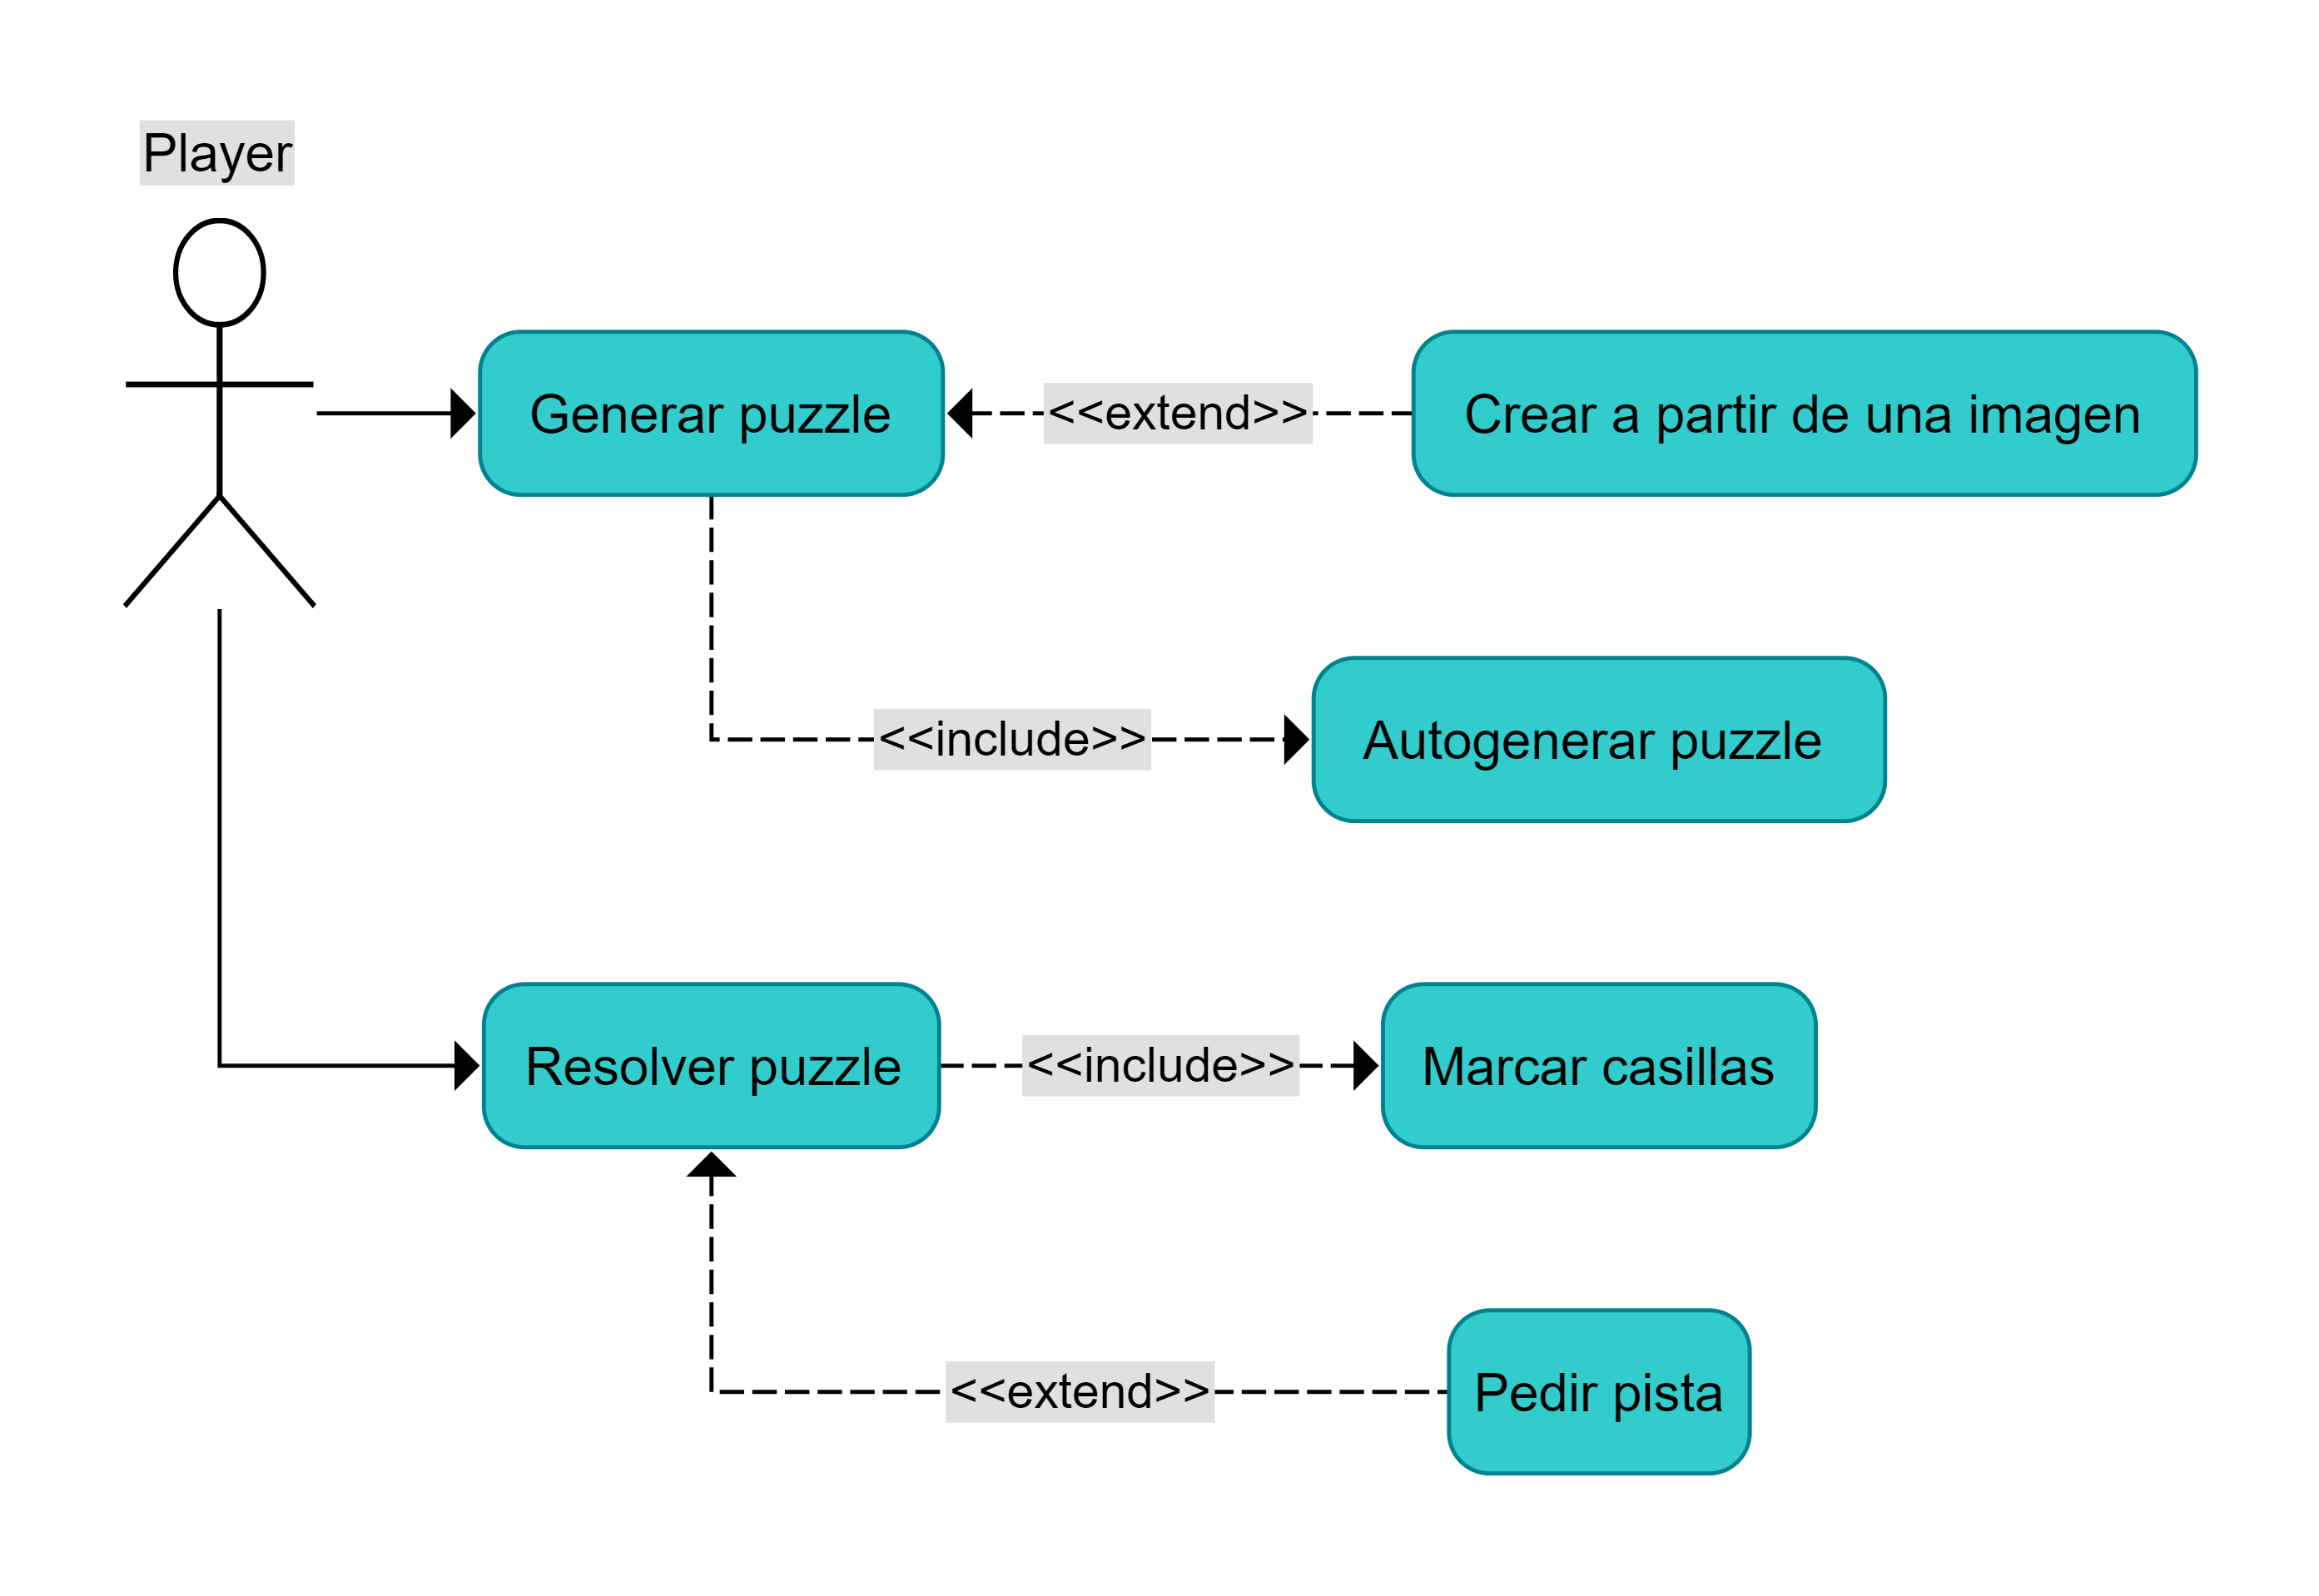 Player
Generar puzzle
<<extend>>
Crear a partir de una imagen
<<include>>
Autogenerar puzzle
Resolver puzzle
<<include>>
Marcar casillas
<<extend>>
Pedir pista